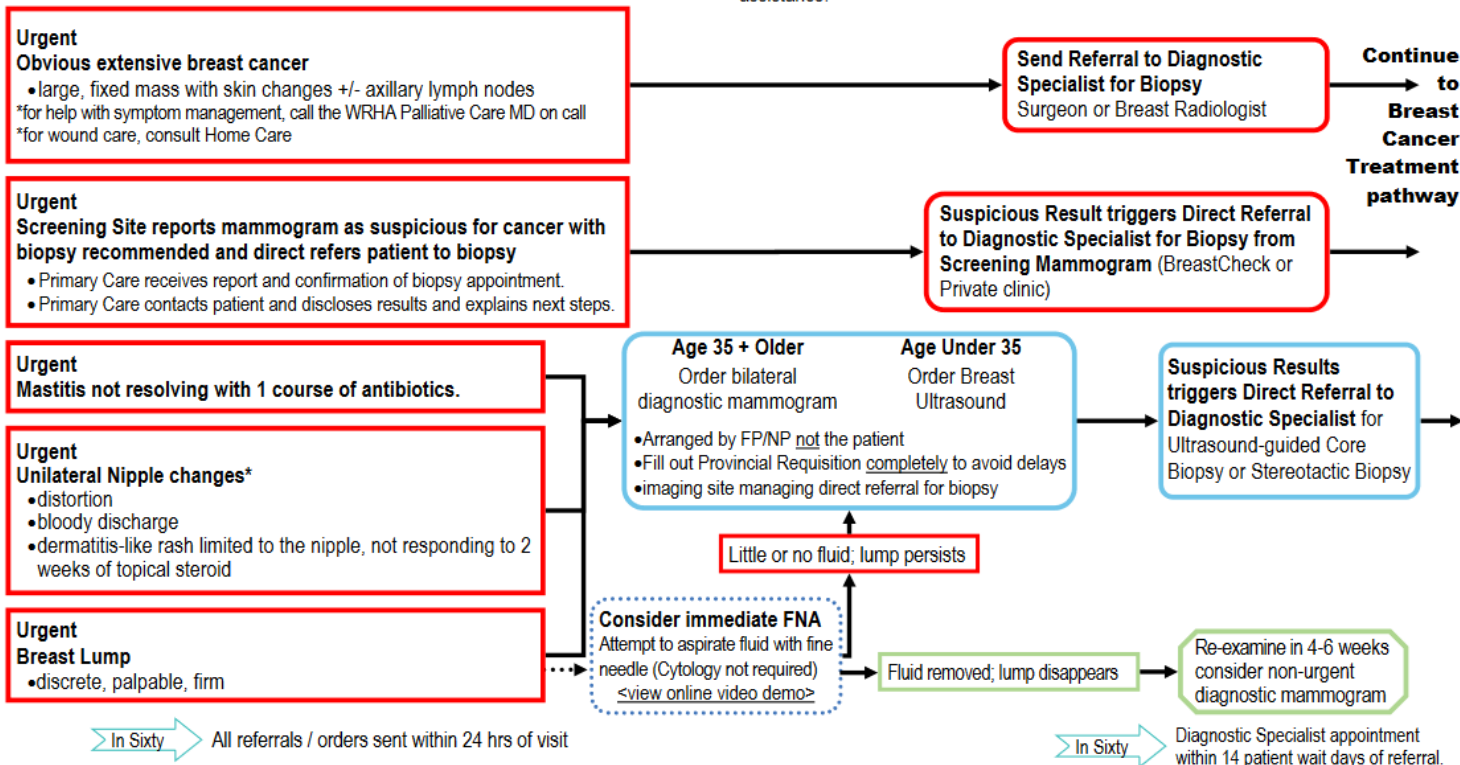 assistance.
Urgent
Obvious extensive breast cancer
•large, fixed mass with skin changes +/- axillary lymph nodes
*for help with symptom management, call the WRHA Palliative Care MD on call
*for wound care, consult Home Care
Send Referral to Diagnostic
Specialist for Biopsy
Surgeon or Breast Radiologist
Continue
to
Breast
Cancer
Treatment
pathway
Urgent
Screening Site reports mammogram as suspicious for cancer with
biopsy recommended and direct refers patient to biopsy
•Primary Care receives report and confirmation of biopsy appointment.
•Primary Care contacts patient and discloses results and explains next steps.
Suspicious Result triggers Direct Referral
to Diagnostic Specialist for Biopsy from
Screening Mammogram (BreastCheck or
Private clinic)
Urgent
Mastitis not resolving with 1 course of antibiotics.
Urgent
Unilateral Nipple changes*
•distortion
•bloody discharge
•dermatitis-like rash limited to the nipple, not responding to 2
weeks of topical steroid
Urgent
Breast Lump
•discrete, palpable, firm
Age 35 + Older
Order bilateral
diagnostic mammogram
Age Under 35
Order Breast
Ultrasound
•Arranged by FP/NP not the patient
•Fill out Provincial Requisition completely to avoid delays
•imaging site managing direct referral for biopsy
Suspicious Results
triggers Direct Referral to
Diagnostic Specialist for
Ultrasound-guided Core
Biopsy or Stereotactic Biopsy
Little or no fluid; lump persists
Consider immediate FNA
Attempt to aspirate fluid with fine
needle (Cytology not required)
<view online video demo>
Fluid removed; lump disappears
Re-examine in 4-6 weeks
consider non-urgent
diagnostic mammogram
In Sixty
All referrals / orders sent within 24 hrs of visit
In Sixty
Diagnostic Specialist appointment
within 14 patient wait days of referral.